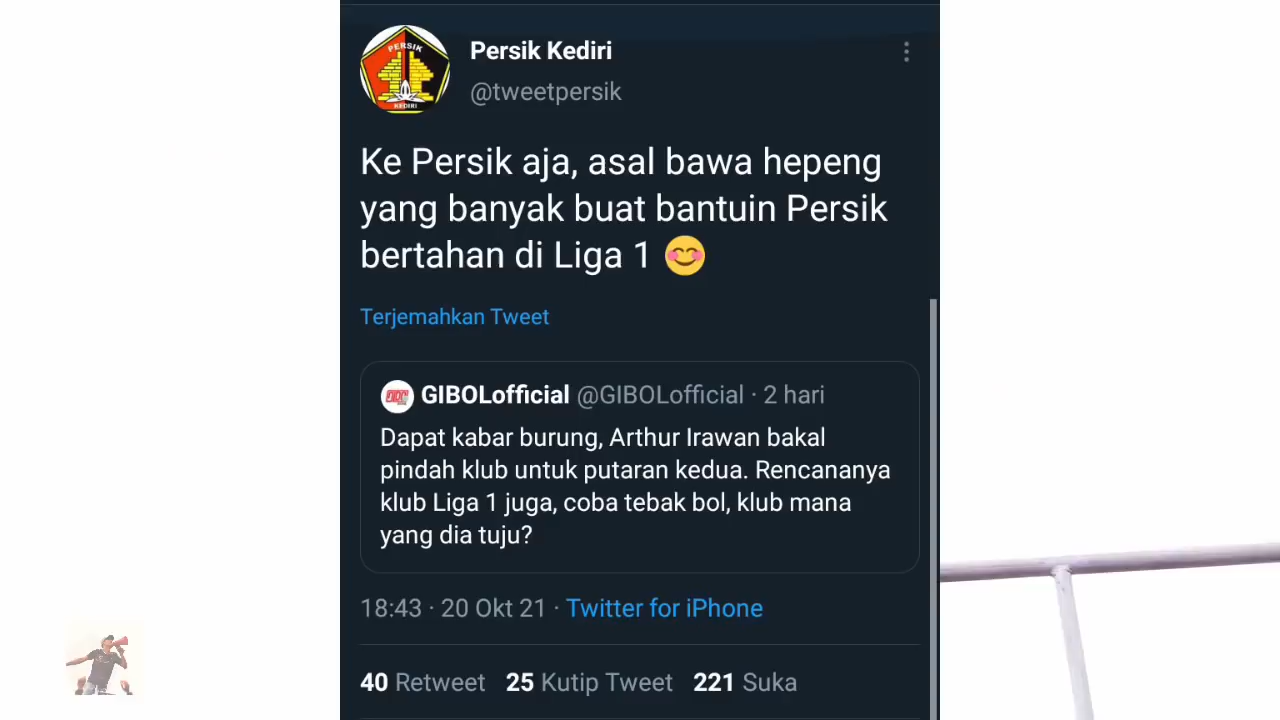 PERSIK
KEDIRI
Persik Kediri
@tweetpersik
Ke Persik aja, asal bawa hepeng
yang banyak buat bantuin Persik
bertahan di Liga 1 😊
Terjemahkan Tweet
GIBOLofficial @GIBOLofficial · 2 hari
Dapat kabar burung, Arthur Irawan bakal
pindah klub untuk putaran kedua. Rencananya
klub Liga 1 juga, coba tebak bol, klub mana
yang dia tuju?
18:43 · 20 Okt 21 · Twitter for iPhone
40 Retweet 25 Kutip Tweet 221 Suka